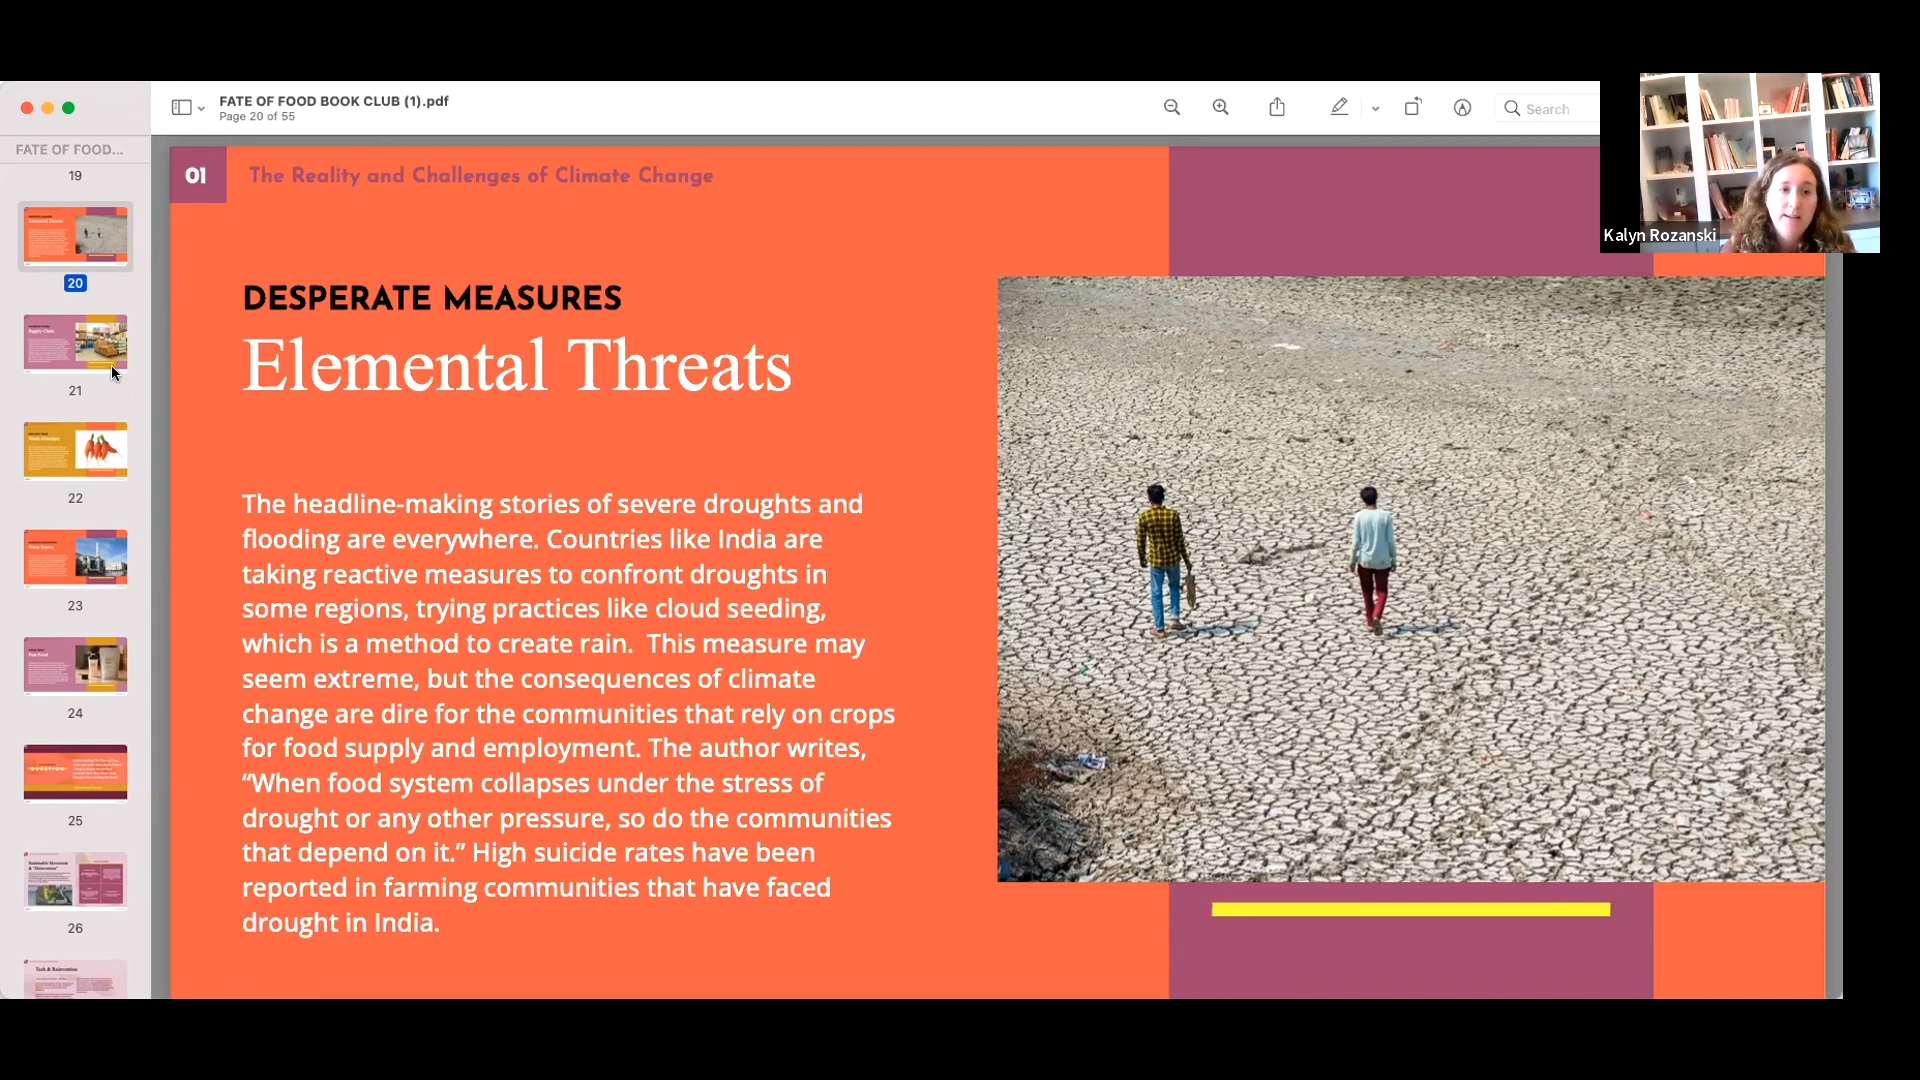 FATE OF FOOD BOOK CLUB (1).pdf
Page 20 of 55
Search
FATE OF FOOD...
19
20
21
22
23
24
25
26
Kalyn Rozanski
01
The Reality and Challenges of Climate Change
DESPERATE MEASURES
Elemental Threats
The headline-making stories of severe droughts and
flooding are everywhere. Countries like India are
taking reactive measures to confront droughts in
some regions, trying practices like cloud seeding,
which is a method to create rain.  This measure may
seem extreme, but the consequences of climate
change are dire for the communities that rely on crops
for food supply and employment. The author writes,
“When food system collapses under the stress of
drought or any other pressure, so do the communities
that depend on it.” High suicide rates have been
reported in farming communities that have faced
drought in India.
Elemental Threats
Supply Chain
QUESTION
Tech & Reinvention